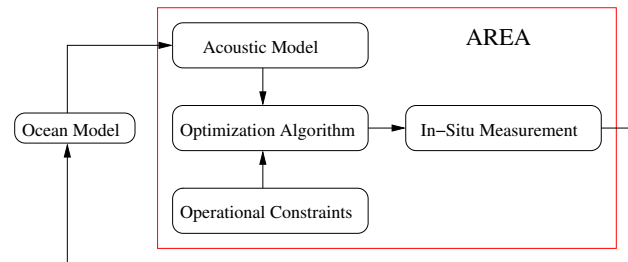 AREA
Acoustic Model
Ocean Model
Optimization Algorithm
In−Situ Measurement
Operational Constraints